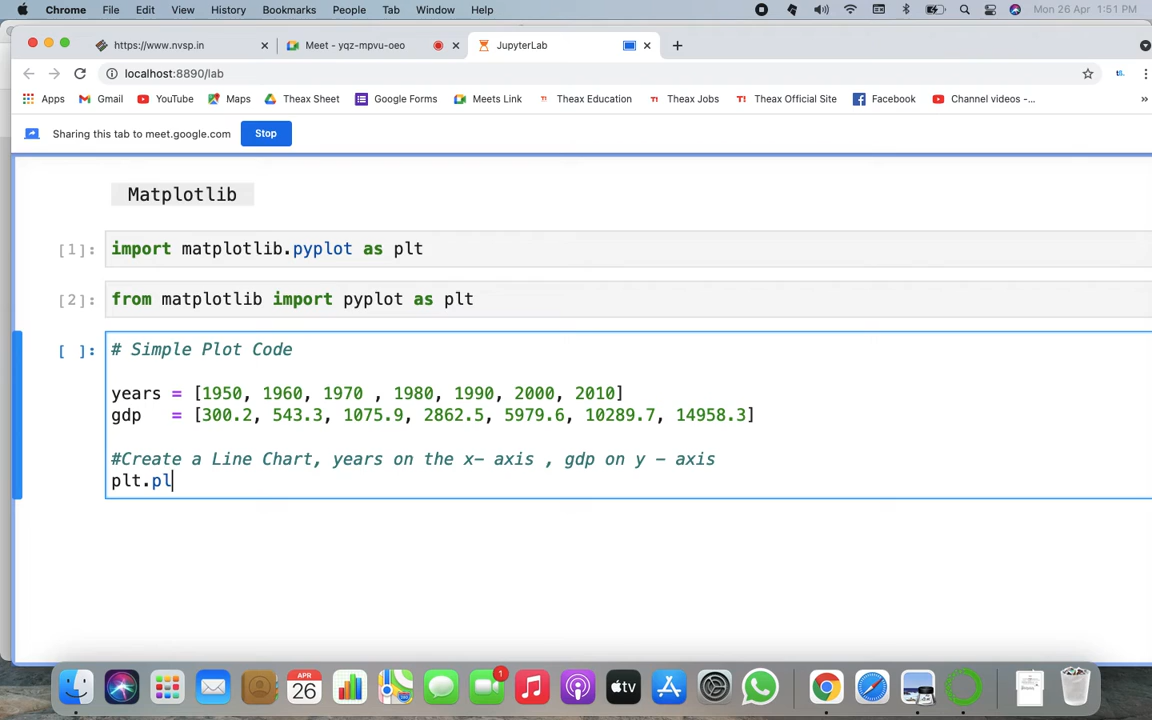 Chrome File Edit View History Bookmarks People Tab Window Help Mon 26 Apr 1:51 PM
https://www.nvsp.in Meet - yqz-mpvu-oeo JupyterLab
localhost:8890/lab
Apps Gmail YouTube Maps Theax Sheet Google Forms Meets Link Theax Education Theax Jobs Theax Official Site Facebook Channel videos -... »
Sharing this tab to meet.google.com Stop
Matplotlib
[1]: import matplotlib.pyplot as plt
[2]: from matplotlib import pyplot as plt
[ ]: # Simple Plot Code
years = [1950, 1960, 1970 , 1980, 1990, 2000, 2010]
gdp = [300.2, 543.3, 1075.9, 2862.5, 5979.6, 10289.7, 14958.3]
#Create a Line Chart, years on the x- axis , gdp on y - axis
plt.pl
APR
26
1
tv